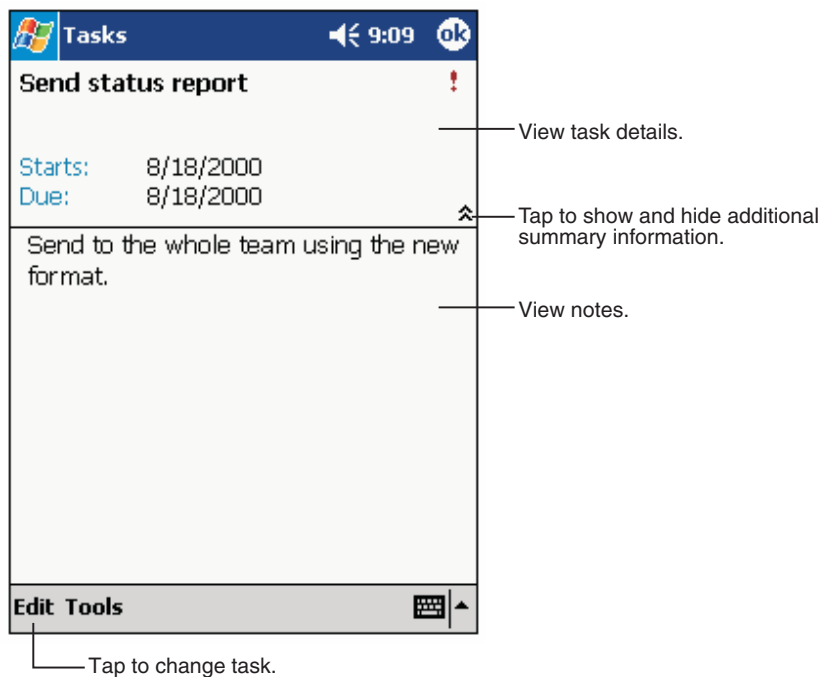 Tasks 9:09 ok
Send status report !
View task details.
Starts: 8/18/2000
Due: 8/18/2000
Tap to show and hide additional
summary information.
Send to the whole team using the new
format.
View notes.
Edit Tools
Tap to change task.